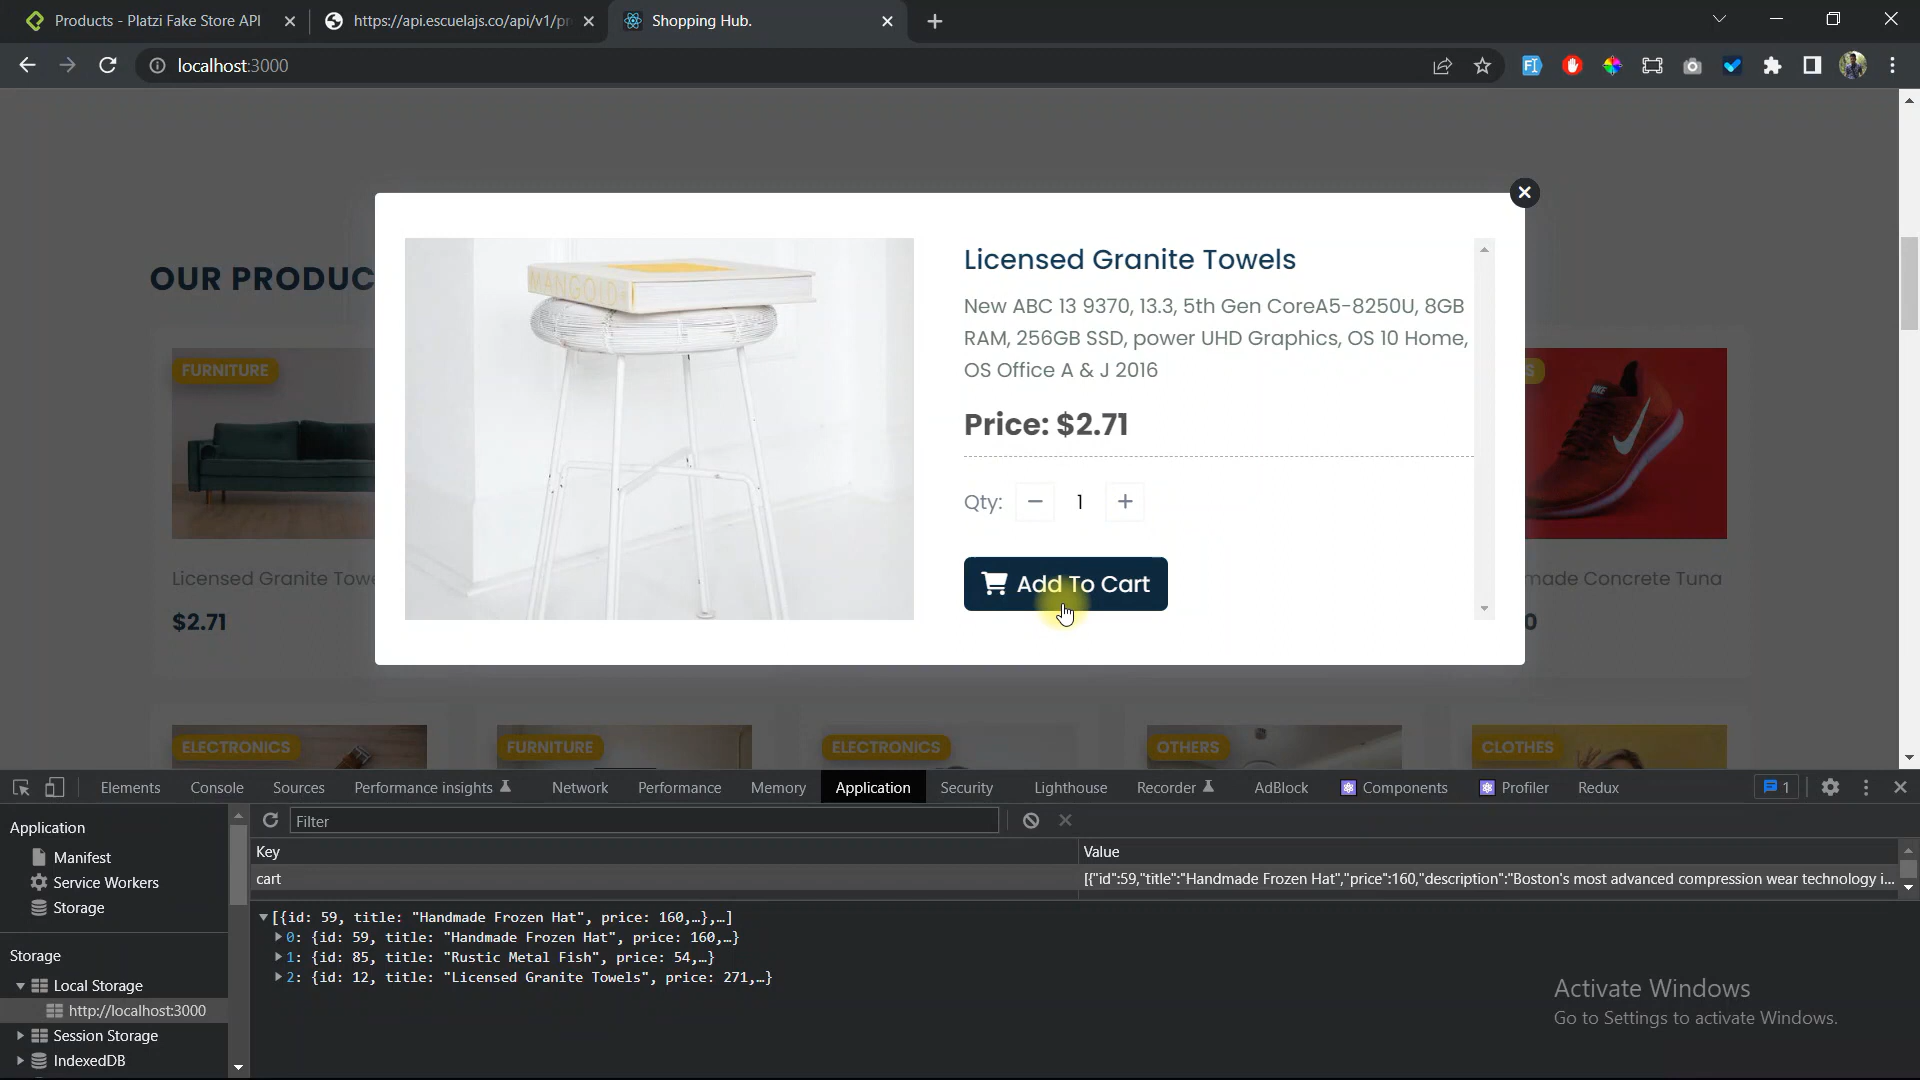 Products - Platzi Fake Store API
https://api.escuelajs.co/api/v1/pr
Shopping Hub.
localhost:3000
OUR PRODUC
FURNITURE
Licensed Granite Towe
$2.71
MANGOLD
Licensed Granite Towels
New ABC 13 9370, 13.3, 5th Gen CoreA5-8250U, 8GB
RAM, 256GB SSD, power UHD Graphics, OS 10 Home,
OS Office A & J 2016
Price: $2.71
Qty: − 1 +
Add To Cart
S
made Concrete Tuna
0
ELECTRONICS
FURNITURE
ELECTRONICS
OTHERS
CLOTHES
Elements Console Sources Performance insights Network Performance Memory Application Security Lighthouse Recorder AdBlock Components Profiler Redux 1
Application
Manifest
Service Workers
Storage
Storage
Local Storage
http://localhost:3000
Session Storage
IndexedDB
Filter
Key Value
cart [{"id":59,"title":"Handmade Frozen Hat","price":160,"description":"Boston's most advanced compression wear technology i...
[{id: 59, title: "Handmade Frozen Hat", price: 160,…},…]
0: {id: 59, title: "Handmade Frozen Hat", price: 160,…}
1: {id: 85, title: "Rustic Metal Fish", price: 54,…}
2: {id: 12, title: "Licensed Granite Towels", price: 271,…}
Activate Windows
Go to Settings to activate Windows.